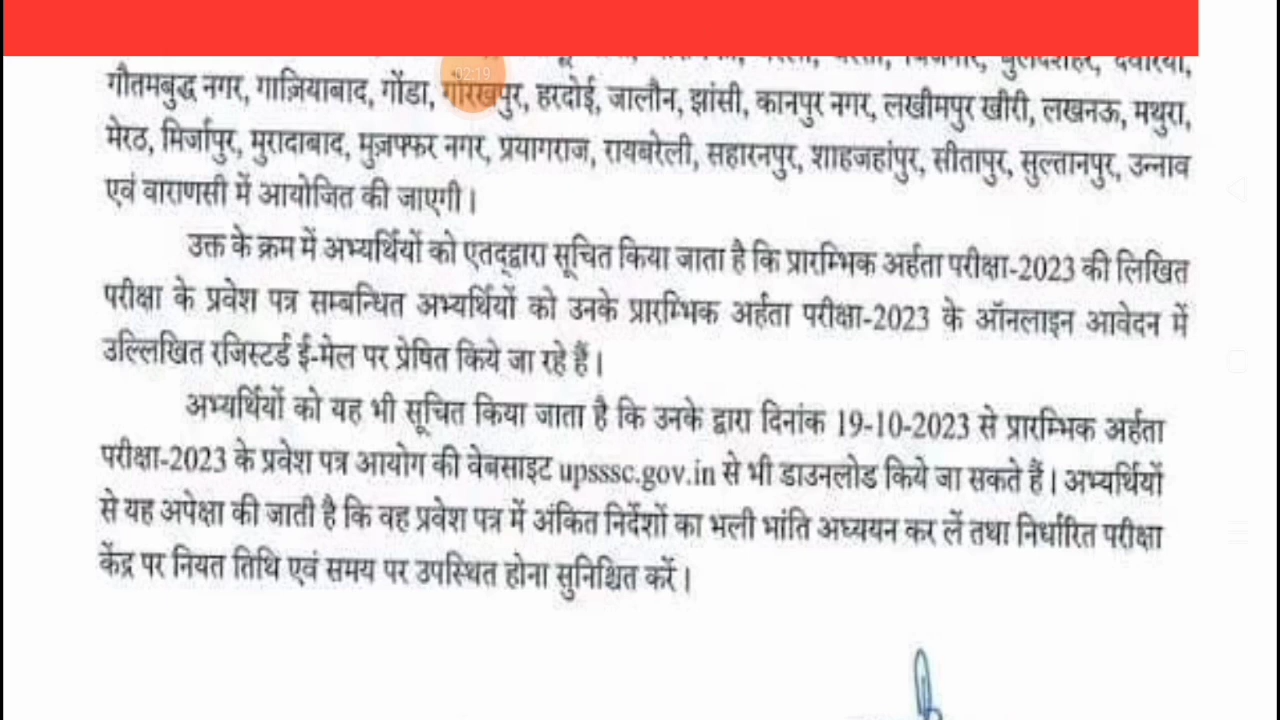 02:19
बुलंदशहर, देवरिया,
गौतमबुद्ध नगर, गाज़ियाबाद, गोंडा, गोरखपुर, हरदोई, जालौन, झांसी, कानपुर नगर, लखीमपुर खीरी, लखनऊ, मथुरा,
मेरठ, मिर्जापुर, मुरादाबाद, मुज़फ्फर नगर, प्रयागराज, रायबरेली, सहारनपुर, शाहजहांपुर, सीतापुर, सुल्तानपुर, उन्नाव
एवं वाराणसी में आयोजित की जाएगी।
उक्त के क्रम में अभ्यर्थियों को एतद्द्वारा सूचित किया जाता है कि प्रारम्भिक अर्हता परीक्षा-2023 की लिखित
परीक्षा के प्रवेश पत्र सम्बन्धित अभ्यर्थियों को उनके प्रारम्भिक अर्हता परीक्षा-2023 के ऑनलाइन आवेदन में
उल्लिखित रजिस्टर्ड ई-मेल पर प्रेषित किये जा रहे हैं।
अभ्यर्थियों को यह भी सूचित किया जाता है कि उनके द्वारा दिनांक 19-10-2023 से प्रारम्भिक अर्हता
परीक्षा-2023 के प्रवेश पत्र आयोग की वेबसाइट upsssc.gov.in से भी डाउनलोड किये जा सकते हैं। अभ्यर्थियों
से यह अपेक्षा की जाती है कि वह प्रवेश पत्र में अंकित निर्देशों का भली भांति अध्ययन कर लें तथा निर्धारित परीक्षा
केंद्र पर नियत तिथि एवं समय पर उपस्थित होना सुनिश्चित करें।